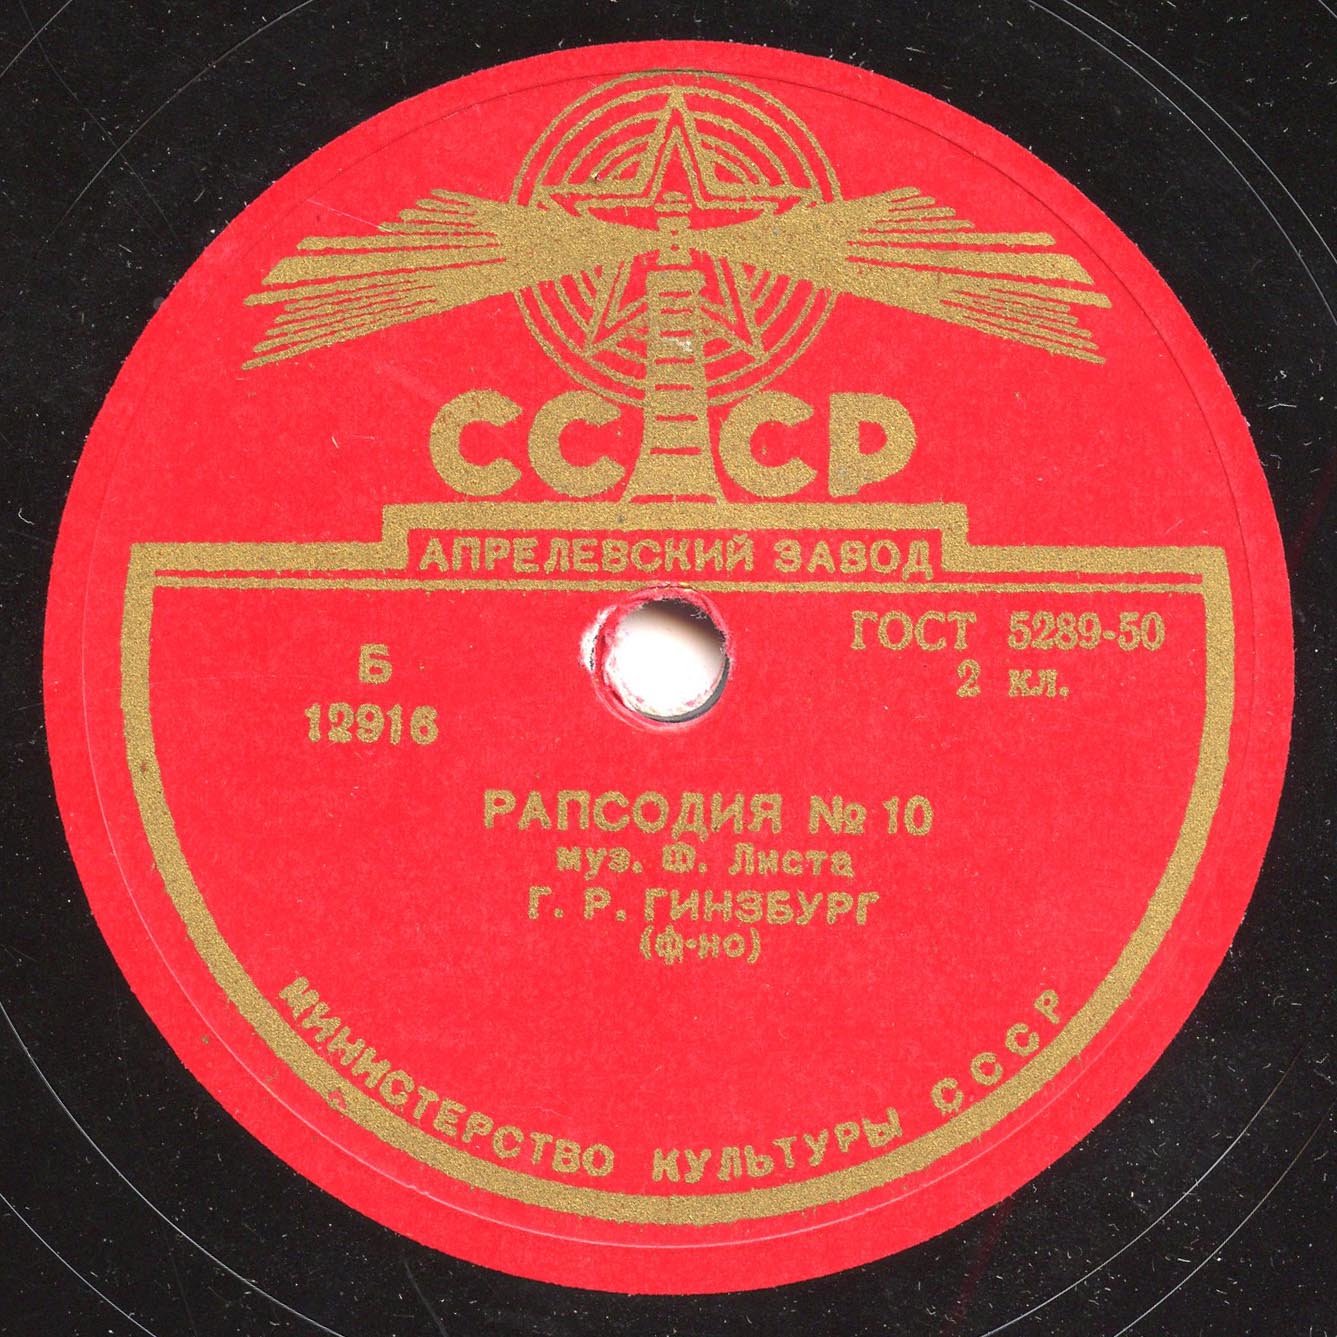 СССР
АПРЕЛЕВСКИЙ ЗАВОД
ГОСТ 5289-50
2 кл.
Б
12916
РАПСОДИЯ № 10
муз. Ф. Листа
Г. Р. ГИНЗБУРГ
(ф-но)
МИНИСТЕРСТВО КУЛЬТУРЫ СССР